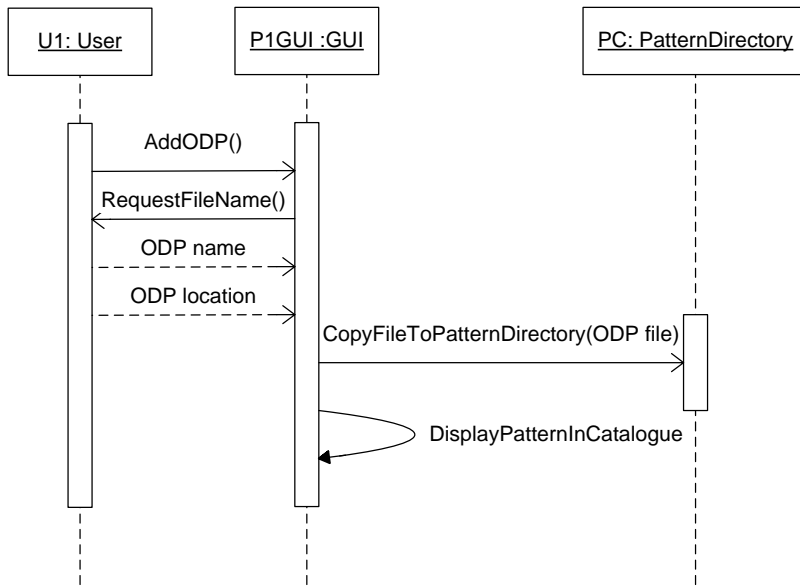 U1: User
P1GUI :GUI
PC: PatternDirectory
AddODP()
RequestFileName()
ODP name
ODP location
CopyFileToPatternDirectory(ODP file)
DisplayPatternInCatalogue